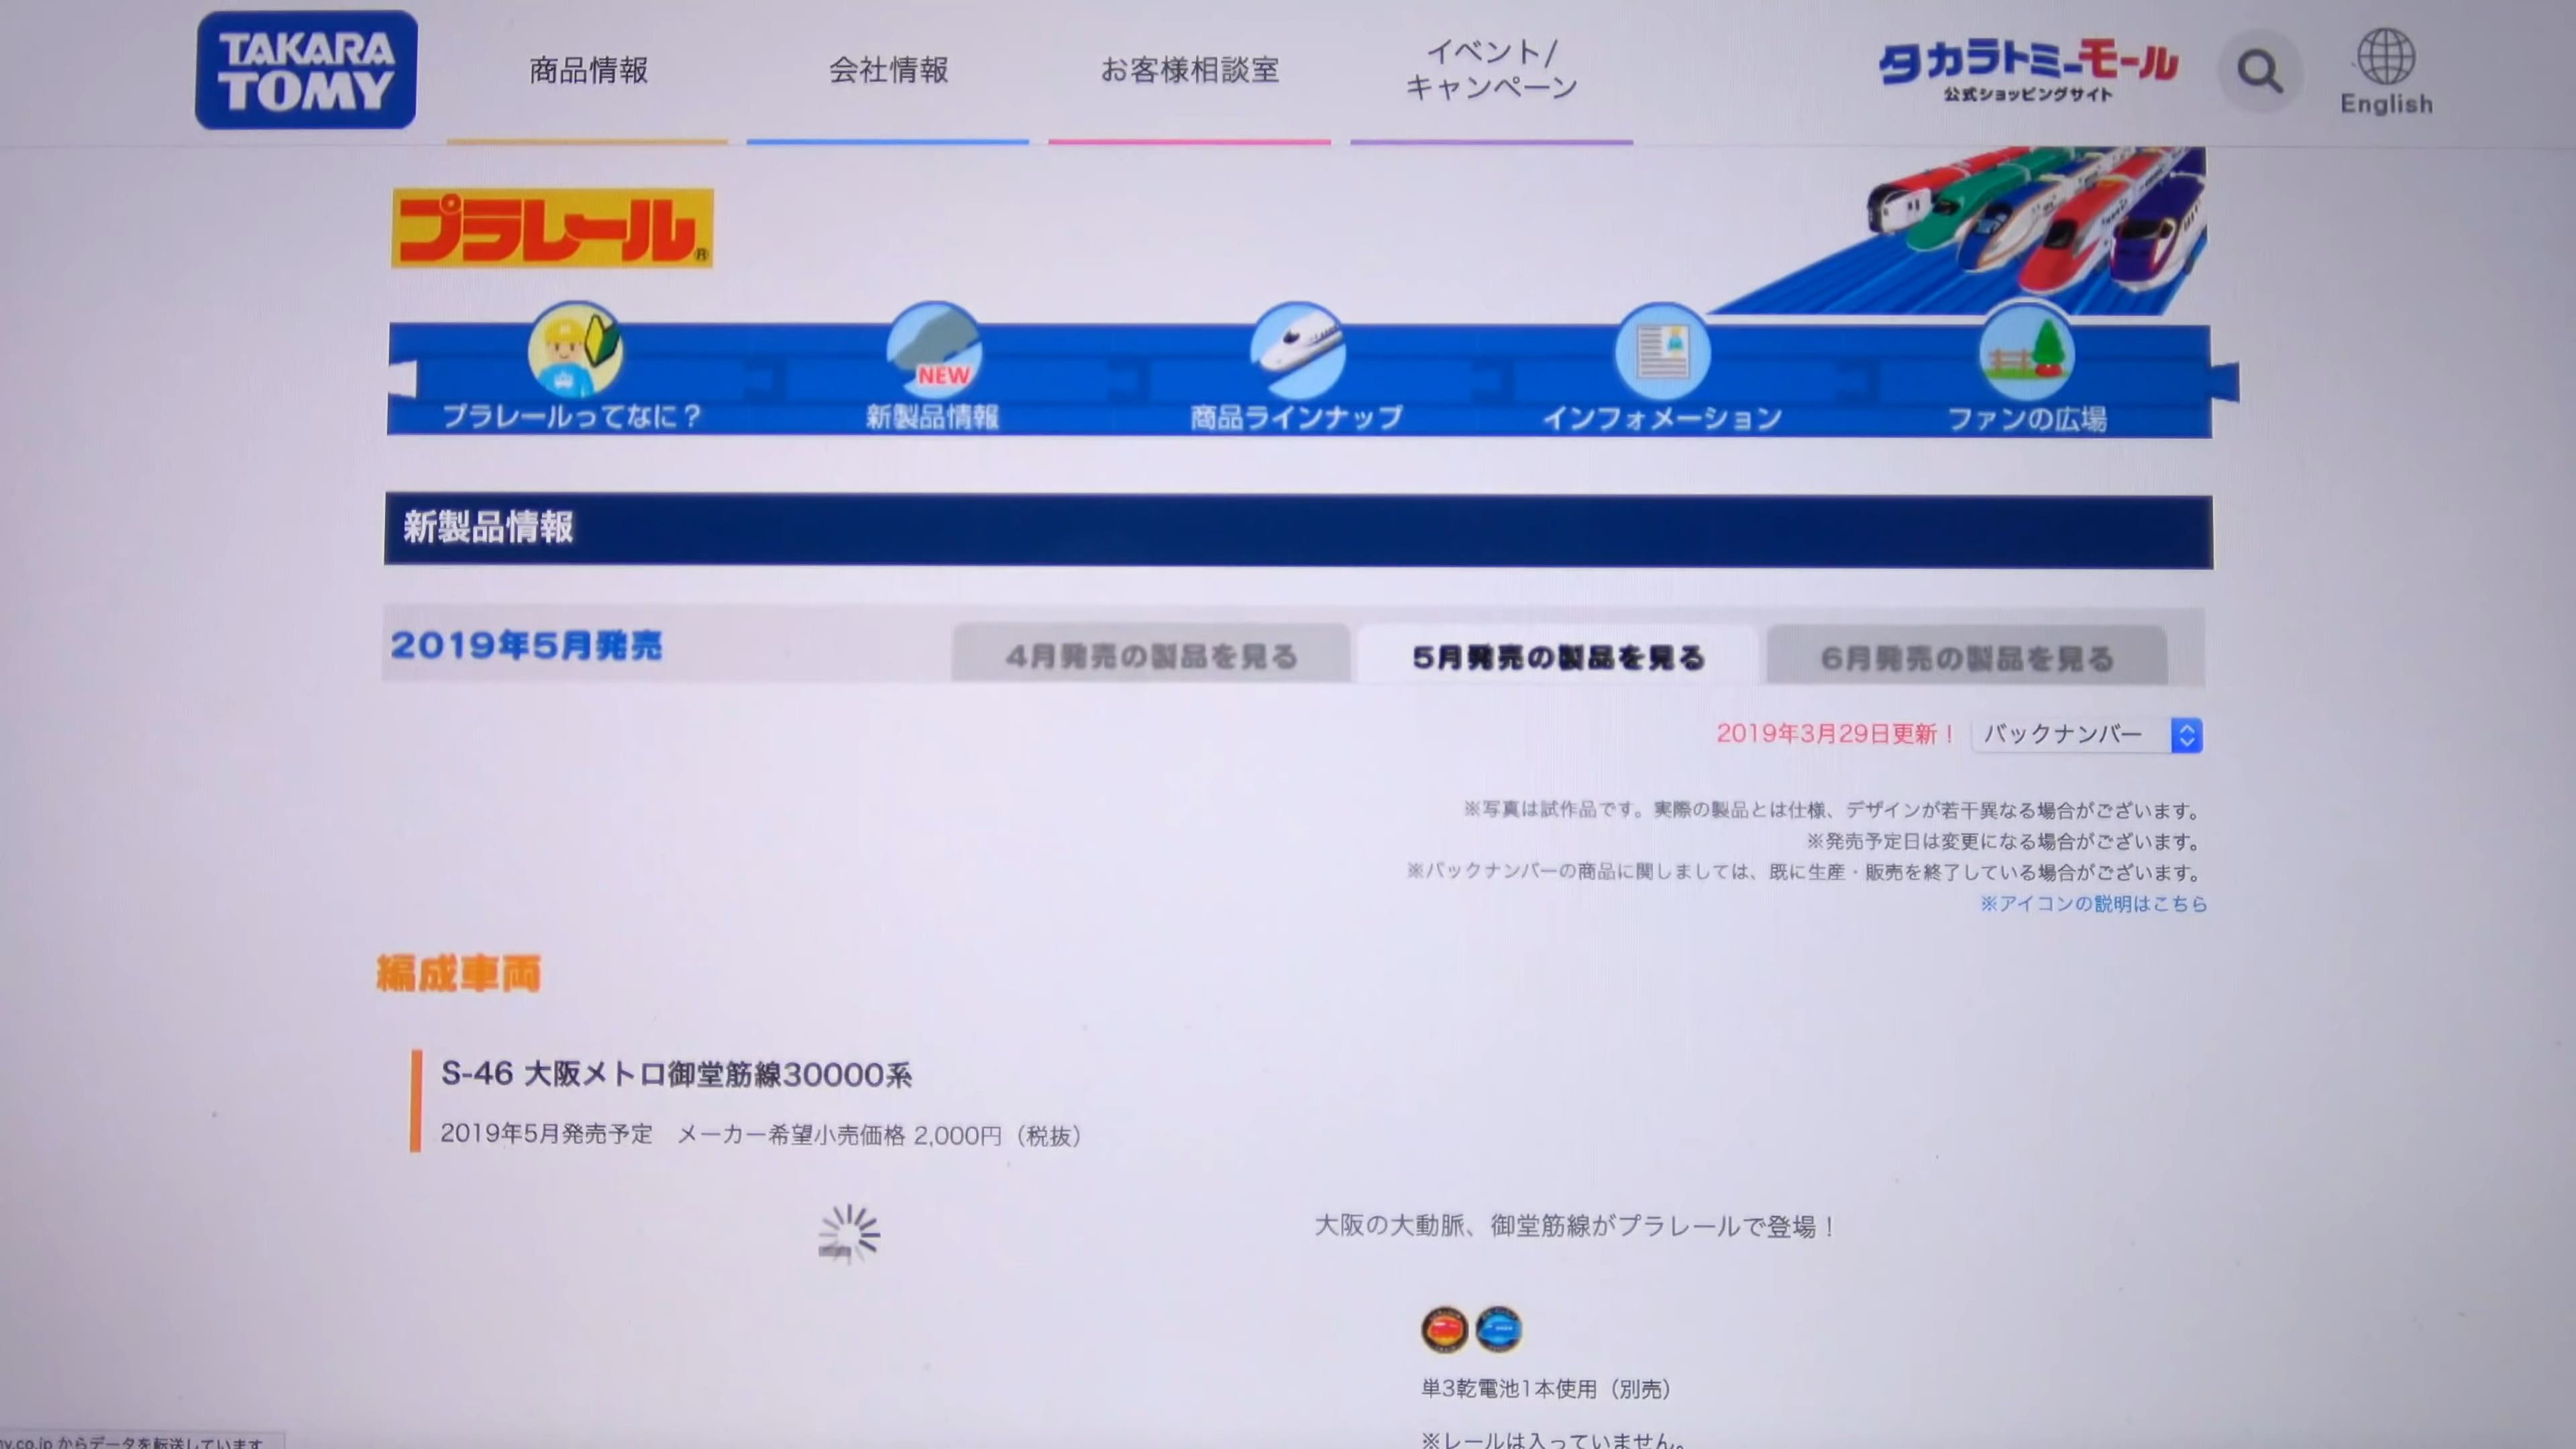 TAKARA
TOMY
商品情報
会社情報
お客様相談室
イベント/
キャンペーン
タカラトミーモール
公式ショッピングサイト
English
プラレール®
プラレールってなに？
NEW
新製品情報
商品ラインナップ
インフォメーション
ファンの広場
新製品情報
2019年5月発売
4月発売の製品を見る
5月発売の製品を見る
6月発売の製品を見る
2019年3月29日更新！
バックナンバー
※写真は試作品です。実際の製品とは仕様、デザインが若干異なる場合がございます。
※発売予定日は変更になる場合がございます。
※バックナンバーの商品に関しましては、既に生産・販売を終了している場合がございます。
※アイコンの説明はこちら
編成車両
S-46 大阪メトロ御堂筋線30000系
2019年5月発売予定　メーカー希望小売価格 2,000円（税抜）
大阪の大動脈、御堂筋線がプラレールで登場！
単3乾電池1本使用（別売）
※レールは入っていません。
y.co.jp からデータを転送しています